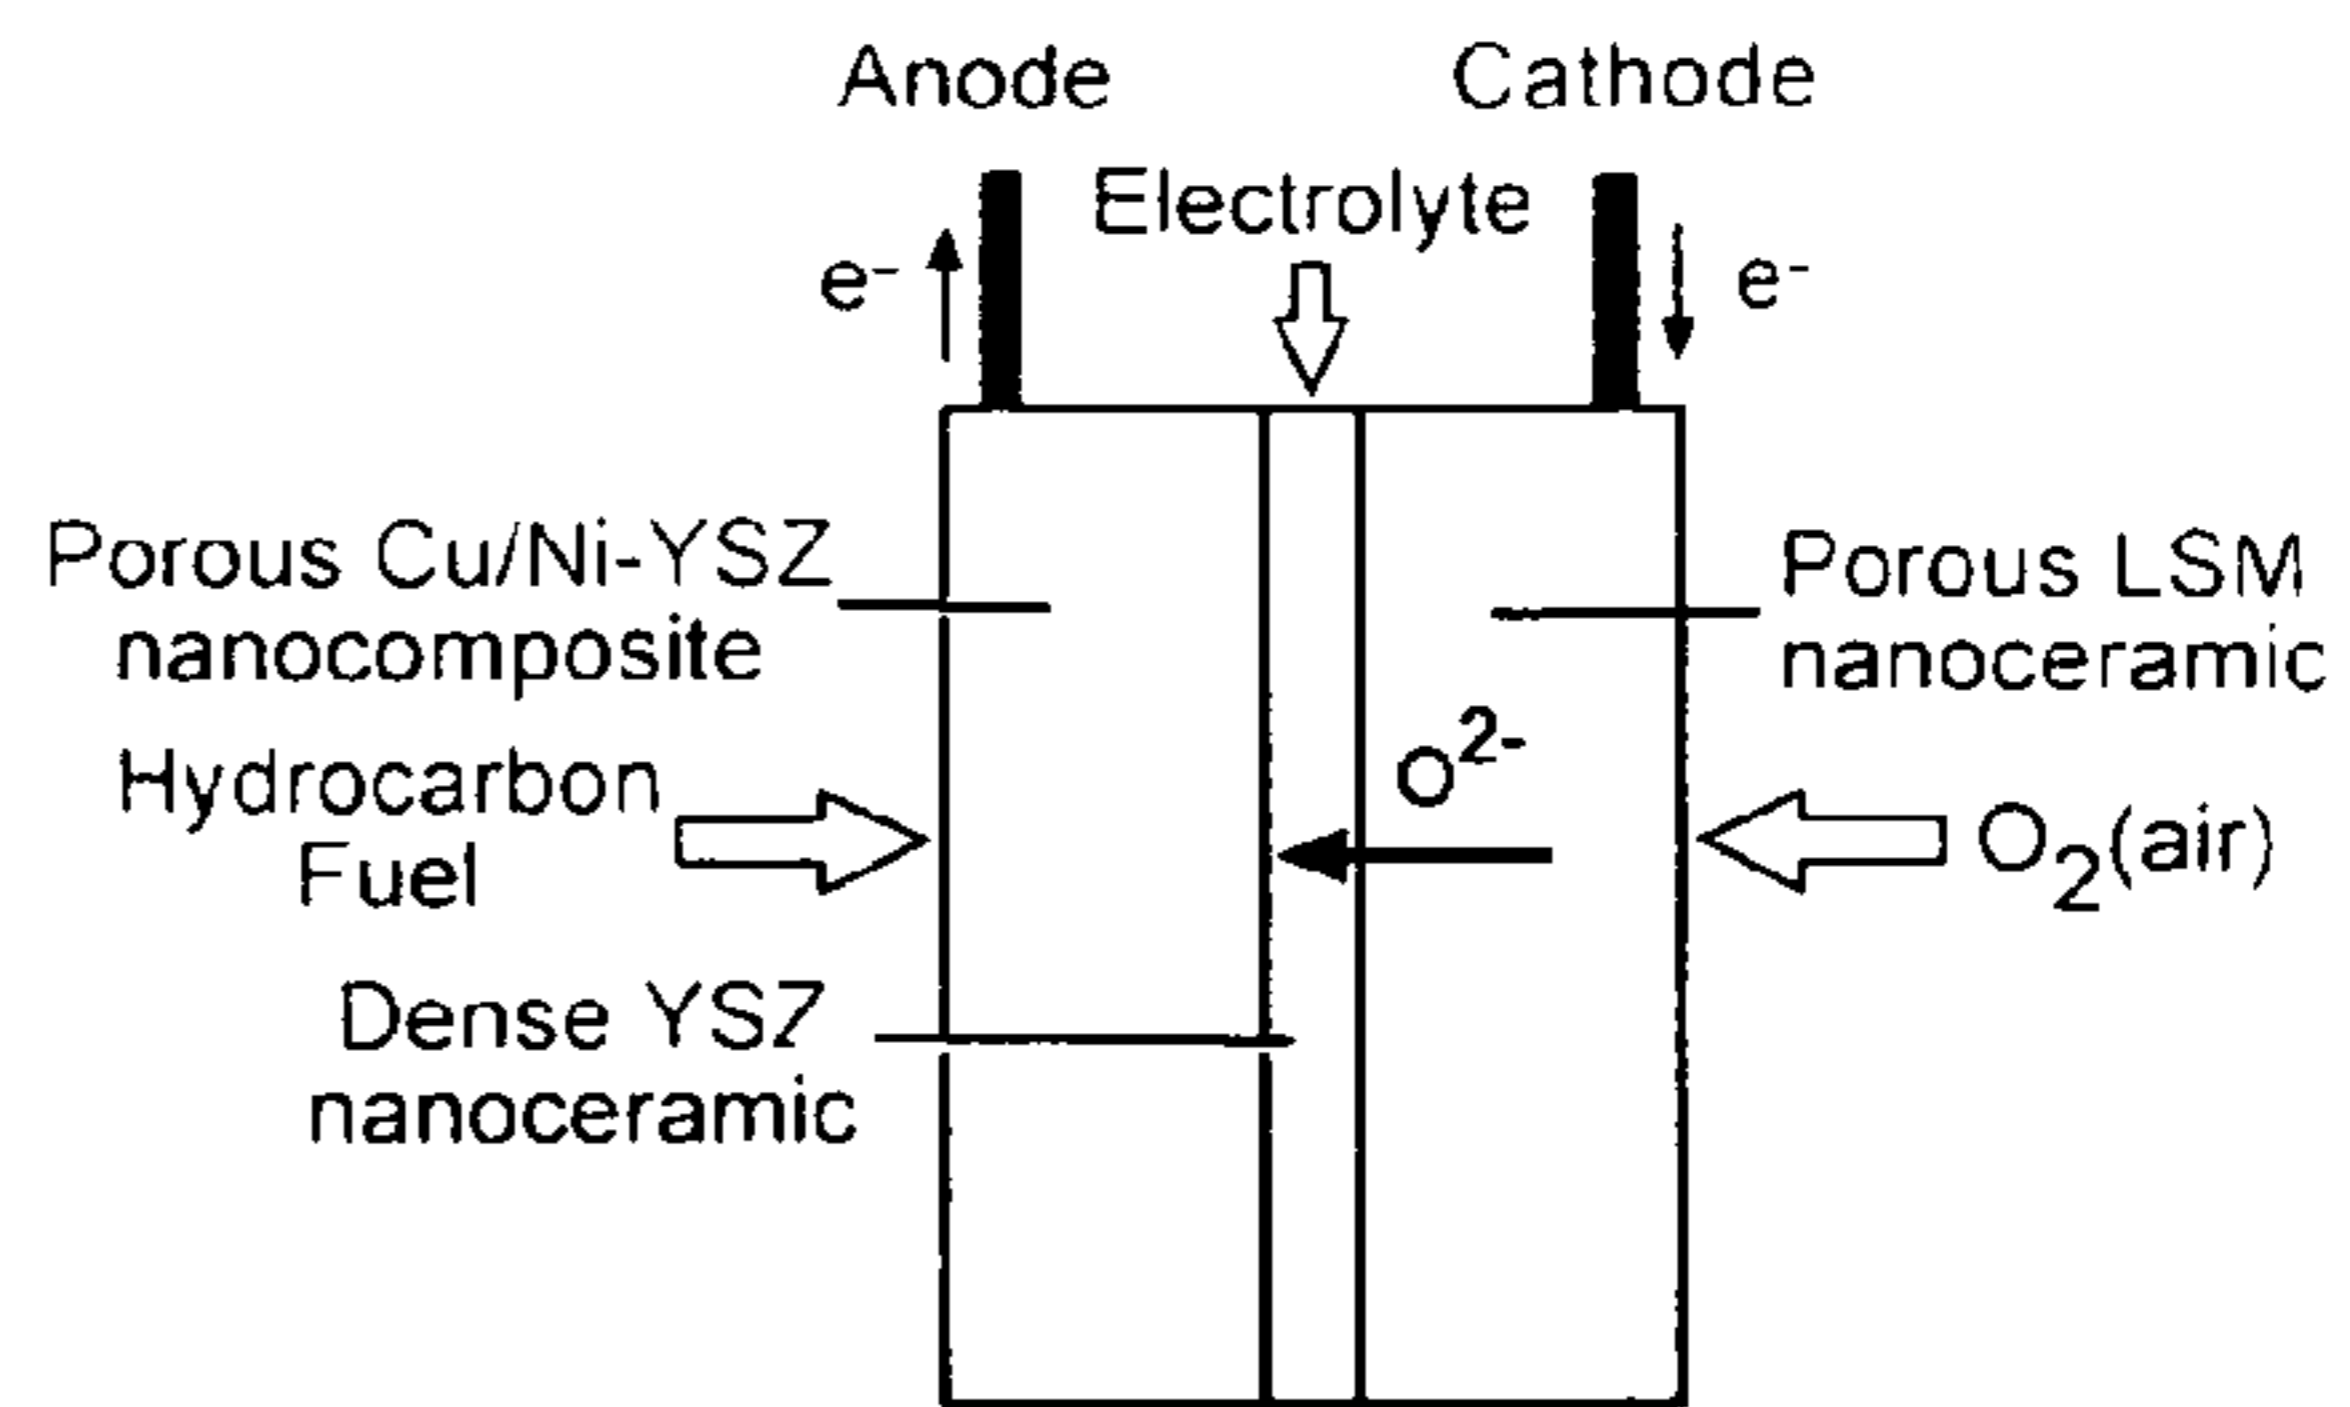 Anode
Cathode
Electrolyte
e-
e-
Porous Cu/Ni-YSZ
nanocomposite
Porous LSM
nanoceramic
O2-
Hydrocarbon
Fuel
O2(air)
Dense YSZ
nanoceramic